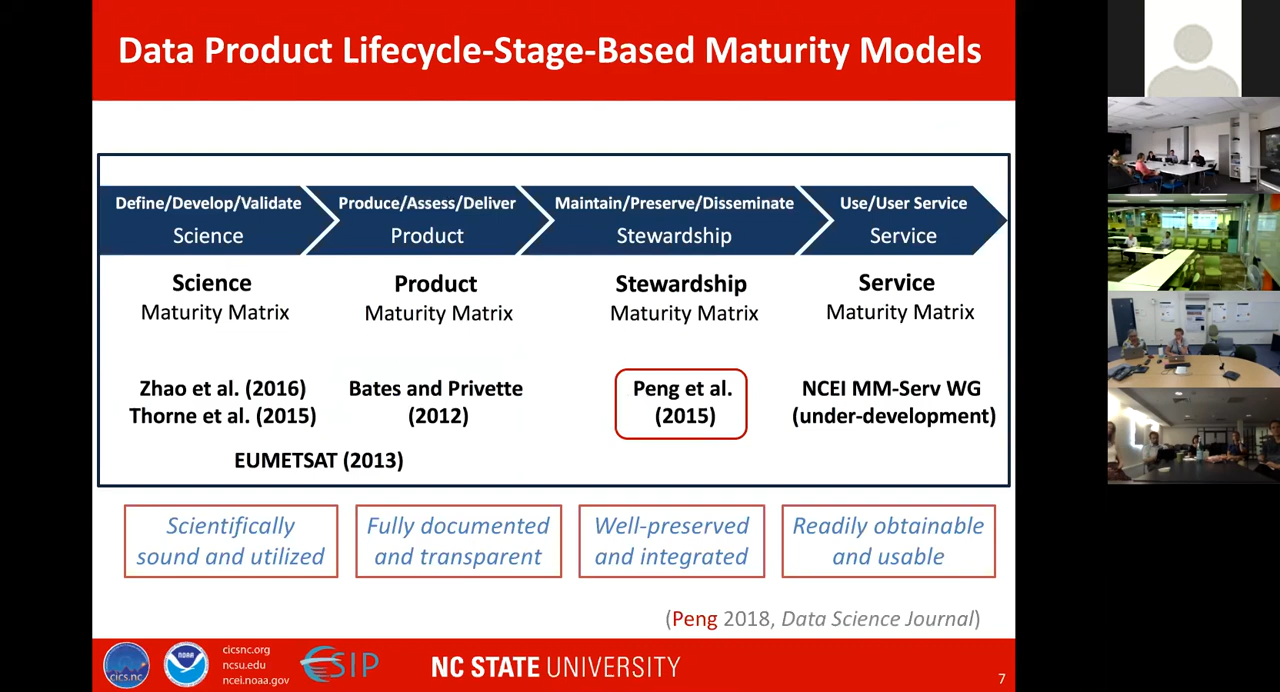 Data Product Lifecycle-Stage-Based Maturity Models
Define/Develop/Validate
Science
Produce/Assess/Deliver
Product
Maintain/Preserve/Disseminate
Stewardship
Use/User Service
Service
Science
Maturity Matrix
Product
Maturity Matrix
Stewardship
Maturity Matrix
Service
Maturity Matrix
Zhao et al. (2016)
Thorne et al. (2015)
Bates and Privette
(2012)
Peng et al.
(2015)
NCEI MM-Serv WG
(under-development)
EUMETSAT (2013)
Scientifically
sound and utilized
Fully documented
and transparent
Well-preserved
and integrated
Readily obtainable
and usable
(Peng 2018, Data Science Journal)
cics.nc
NOAA
cicsnc.org
ncsu.edu
ncei.noaa.gov
ESIP
NC STATE UNIVERSITY
7